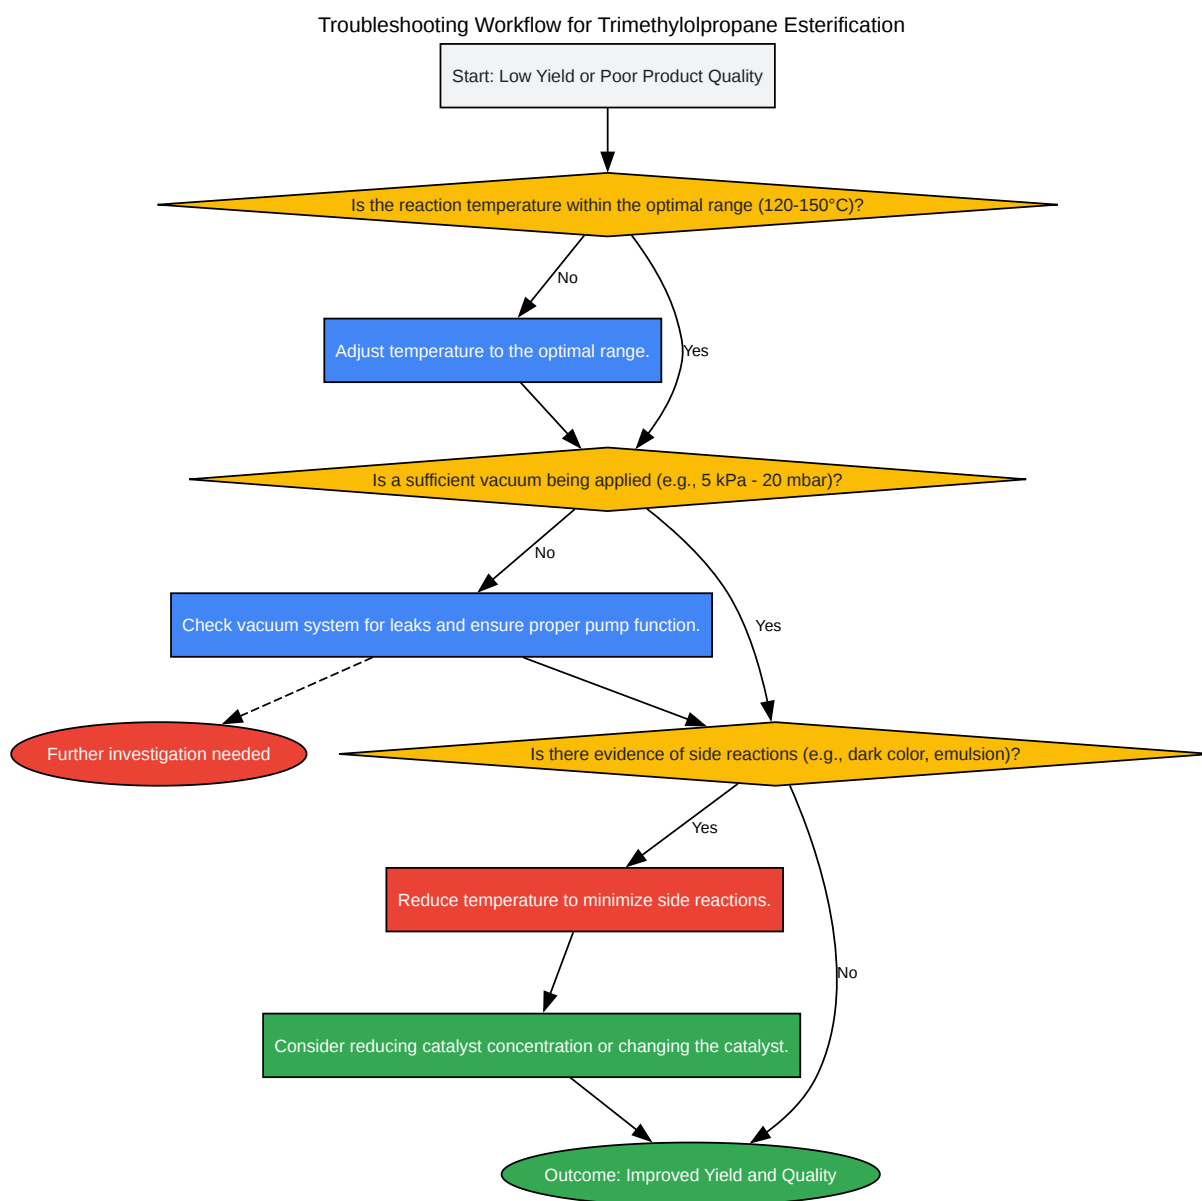 Troubleshooting Workflow for Trimethylolpropane Esterification
Start: Low Yield or Poor Product Quality
Is the reaction temperature within the optimal range (120-150°C)?
No
Adjust temperature to the optimal range.
Yes
Is a sufficient vacuum being applied (e.g., 5 kPa - 20 mbar)?
No
Check vacuum system for leaks and ensure proper pump function.
Yes
Further investigation needed
Is there evidence of side reactions (e.g., dark color, emulsion)?
Yes
Reduce temperature to minimize side reactions.
No
Consider reducing catalyst concentration or changing the catalyst.
Outcome: Improved Yield and Quality